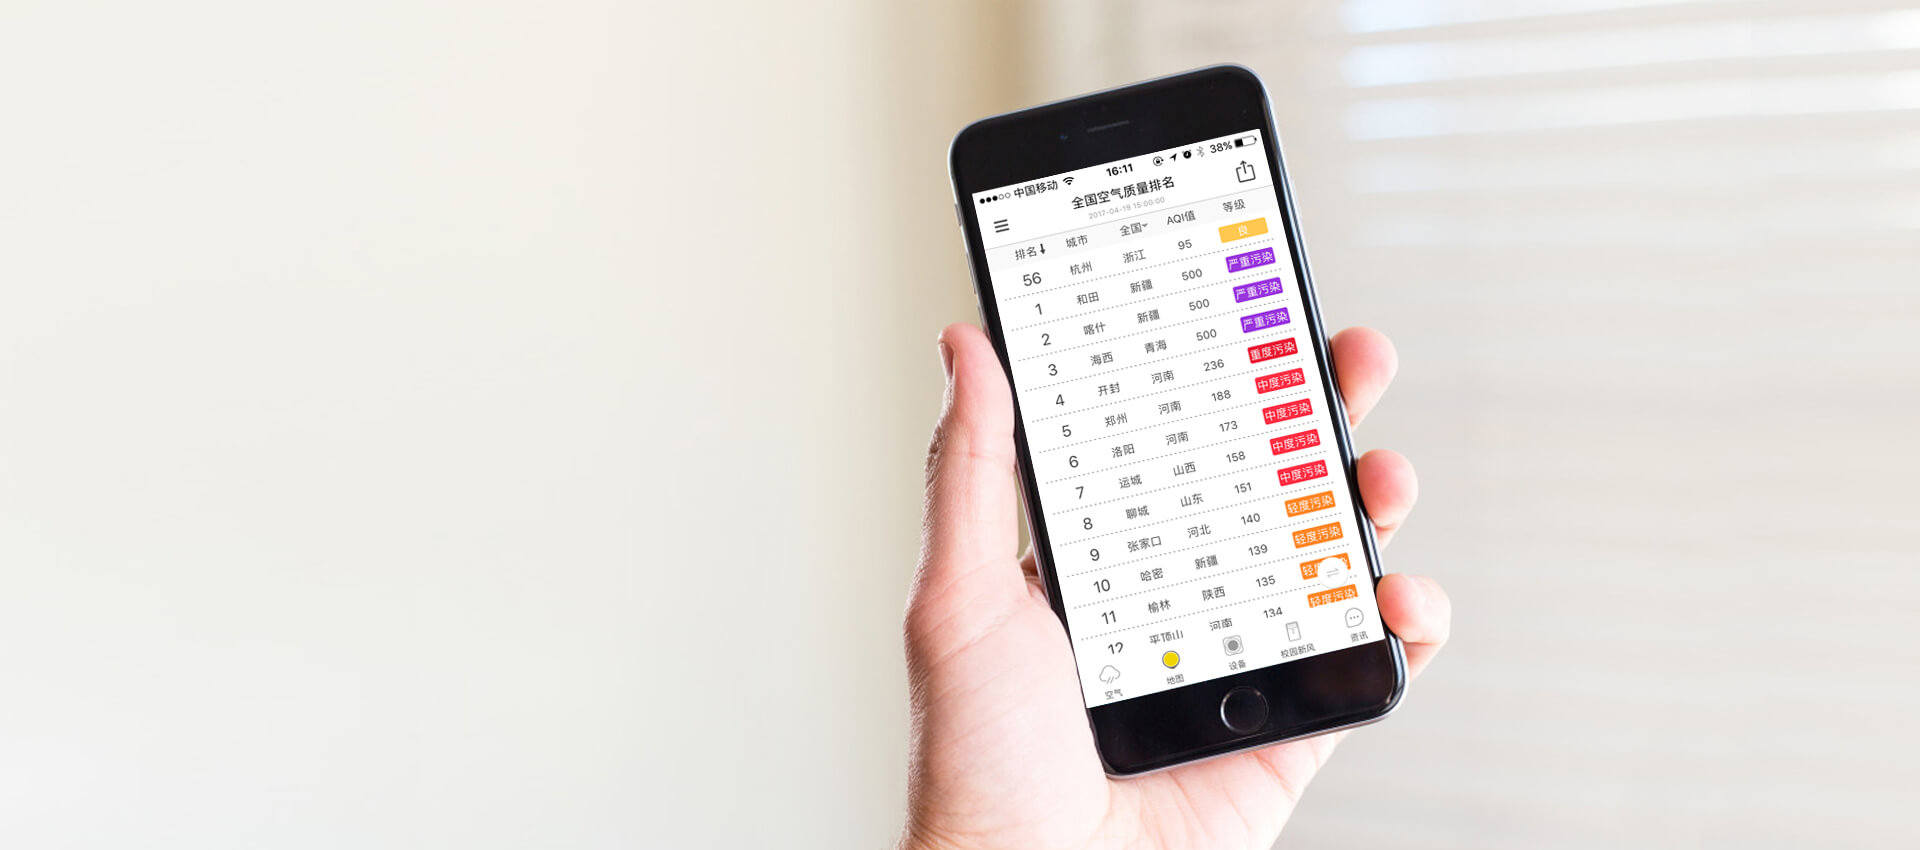 中国移动 16:11 38%
全国空气质量排名
2017-04-19 15:00:00
排名 城市 全国 AQI值 等级
56 杭州 浙江 95 良
1 和田 新疆 500 严重污染
2 喀什 新疆 500 严重污染
3 海西 青海 500 严重污染
4 开封 河南 236 重度污染
5 郑州 河南 188 中度污染
6 洛阳 河南 173 中度污染
7 运城 山西 158 中度污染
8 聊城 山东 151 中度污染
9 张家口 河北 140 轻度污染
10 哈密 新疆 139 轻度污染
11 榆林 陕西 135 轻
12 平顶山 河南 134 轻度污染
空气 地图 设备 校园新风 资讯